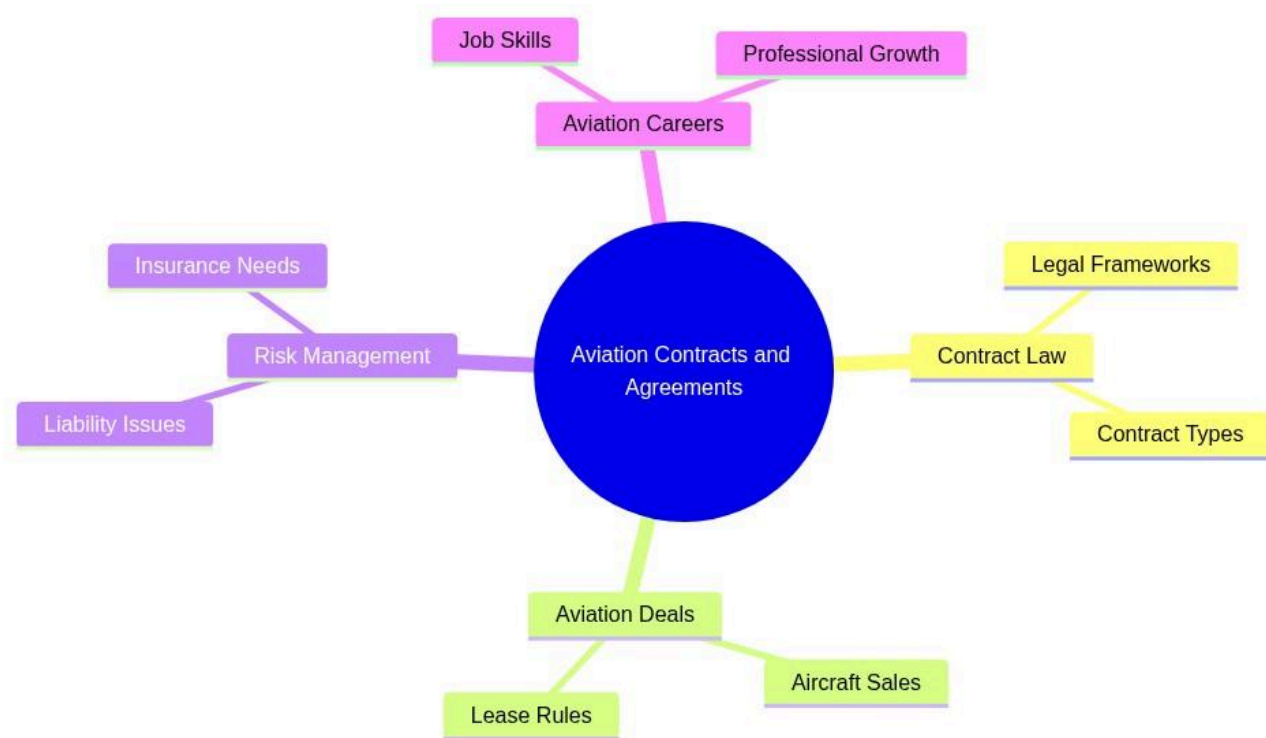 Job Skills
Professional Growth
Aviation Careers
Insurance Needs
Legal Frameworks
Risk Management
Aviation Contracts and
Agreements
Contract Law
Liability Issues
Contract Types
Aviation Deals
Aircraft Sales
Lease Rules